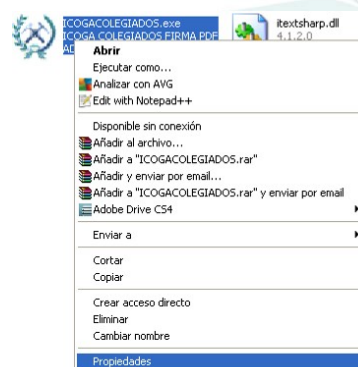 ICOGACOLEGIADOS.exe
ICOGA COLEGIADOS FIRMA PDF
AD
itextsharp.dll
4.1.2.0
Abrir
Ejecutar como...
Analizar con AVG
Edit with Notepad++
Disponible sin conexión
Añadir al archivo...
Añadir a "ICOGACOLEGIADOS.rar"
Añadir y enviar por email...
Añadir a "ICOGACOLEGIADOS.rar" y enviar por email
Adobe Drive CS4
Enviar a
Cortar
Copiar
Crear acceso directo
Eliminar
Cambiar nombre
Propiedades